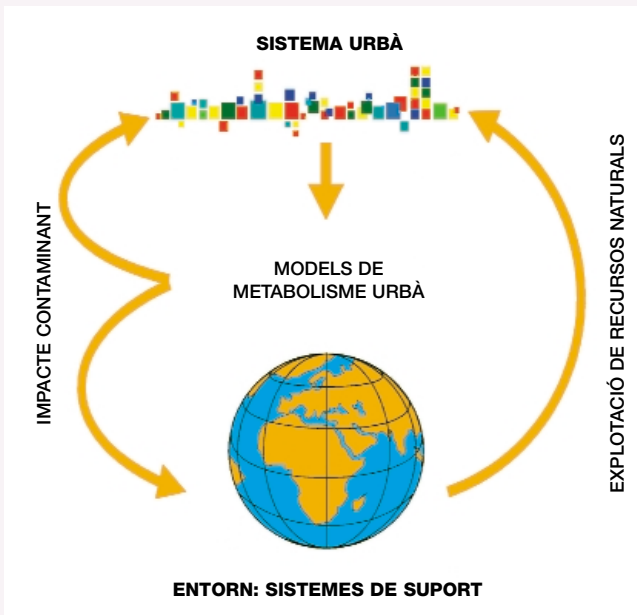 SISTEMA URBÀ
IMPACTE CONTAMINANT
MODELS DE
METABOLISME URBÀ
EXPLOTACIÓ DE RECURSOS NATURALS
ENTORN: SISTEMES DE SUPORT